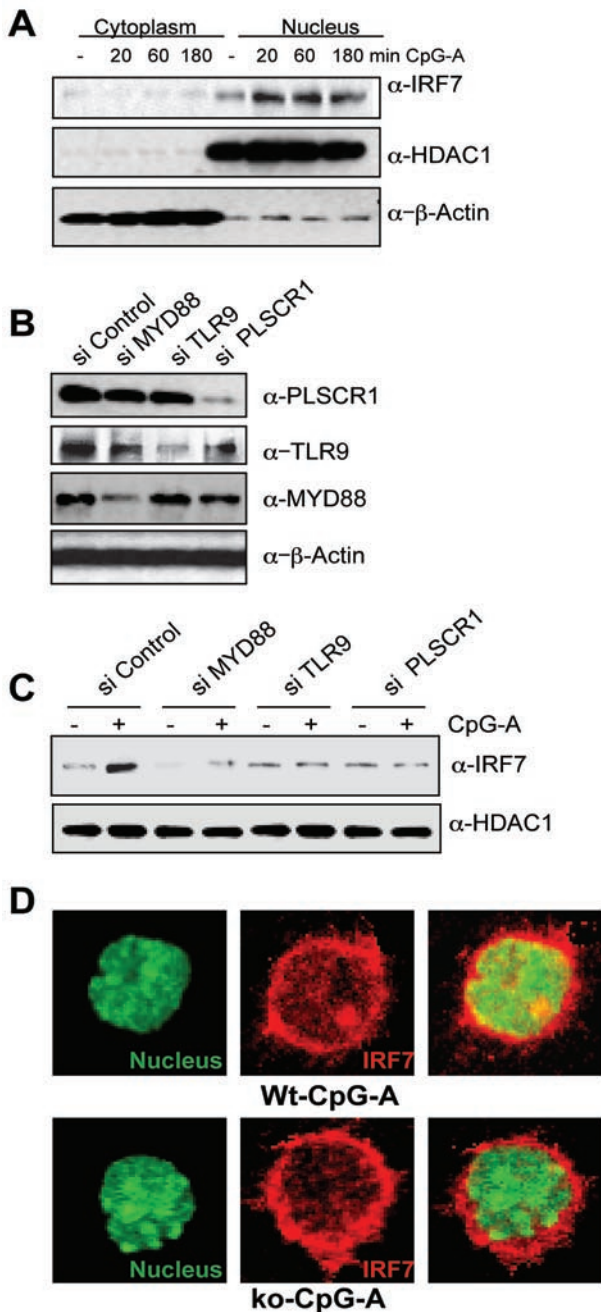 A
Cytoplasm Nucleus
- 20 60 180 - 20 60 180 min CpG-A
α-IRF7
α-HDAC1
α-β-Actin
B
si Control si MYD88 si TLR9 si PLSCR1
α-PLSCR1
α-TLR9
α-MYD88
α-β-Actin
C
si Control si MYD88 si TLR9 si PLSCR1
- + - + - + - + CpG-A
α-IRF7
α-HDAC1
D
Nucleus IRF7
Wt-CpG-A
Nucleus IRF7
ko-CpG-A